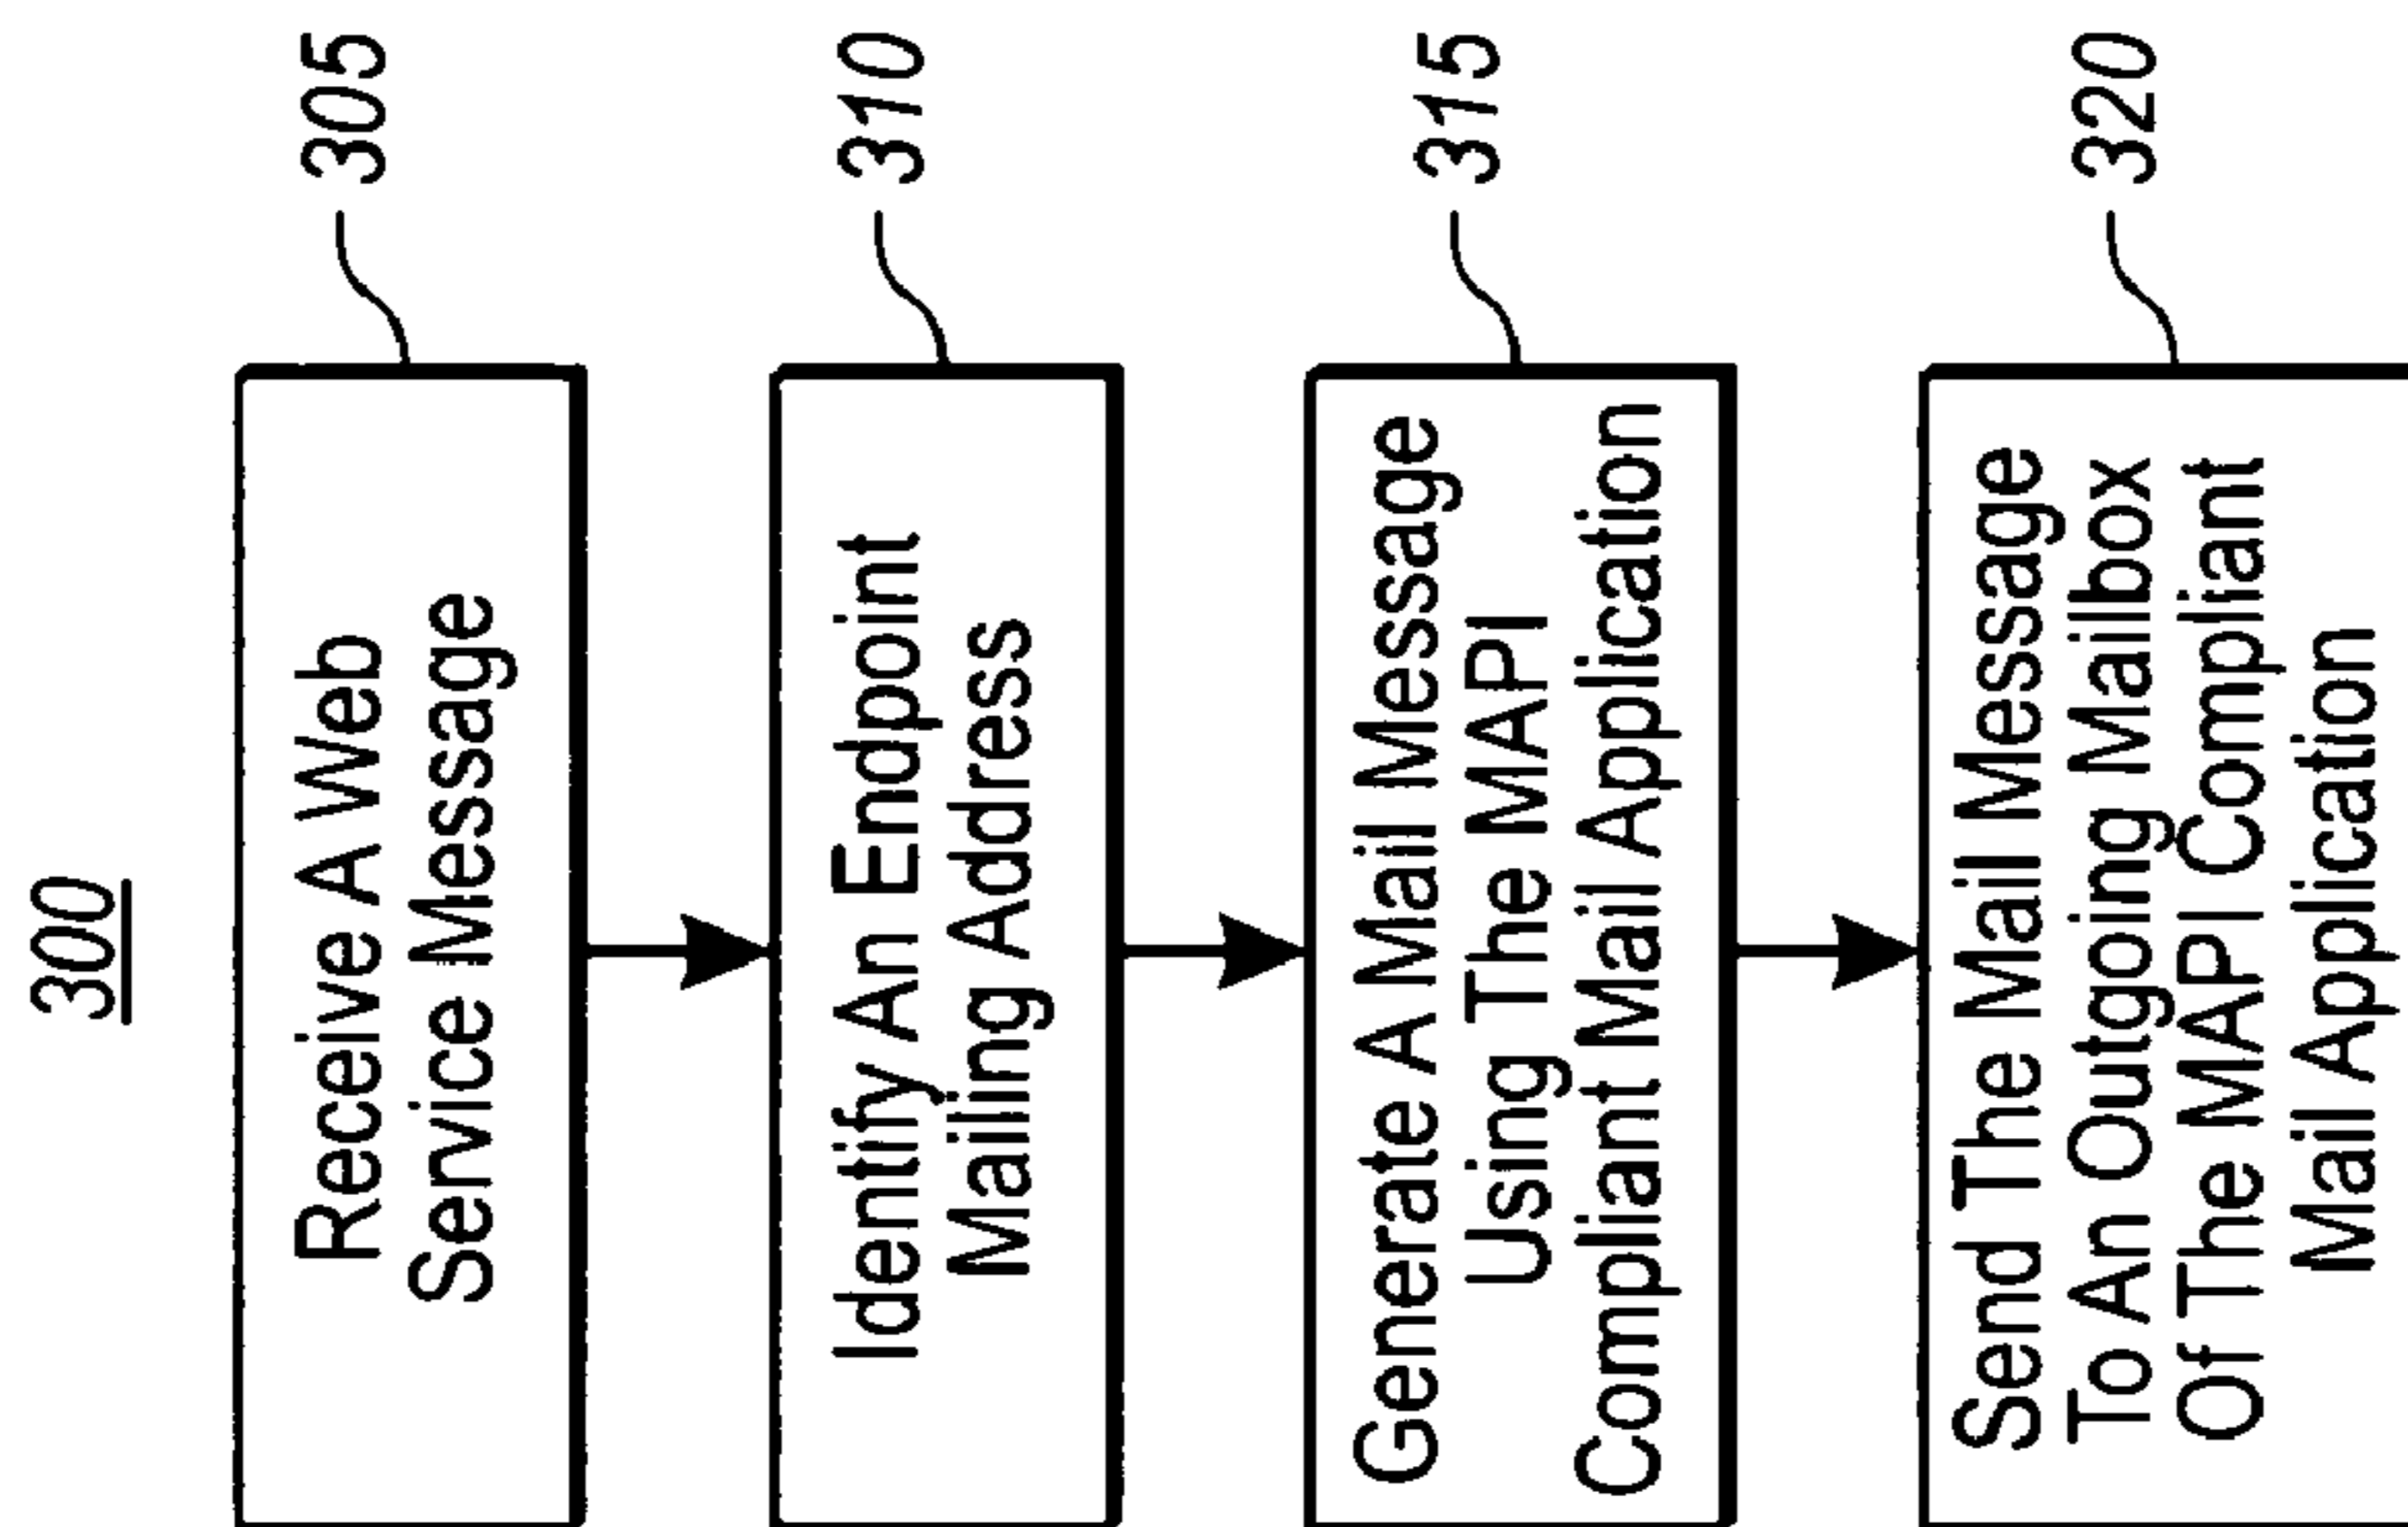 300
Receive A Web
Service Message
305
Identify An Endpoint
Mailing Address
310
Generate A Mail Message
Using The MAPI
Compliant Mail Application
315
Send The Mail Message
To An Outgoing Mailbox
Of The MAPI Compliant
Mail Application
320